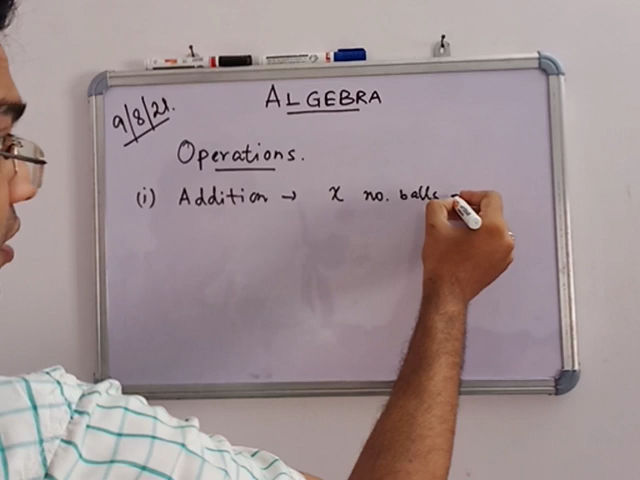 ALGEBRA
9/8/21.
Operations.
(i) Addition → x no. balls -